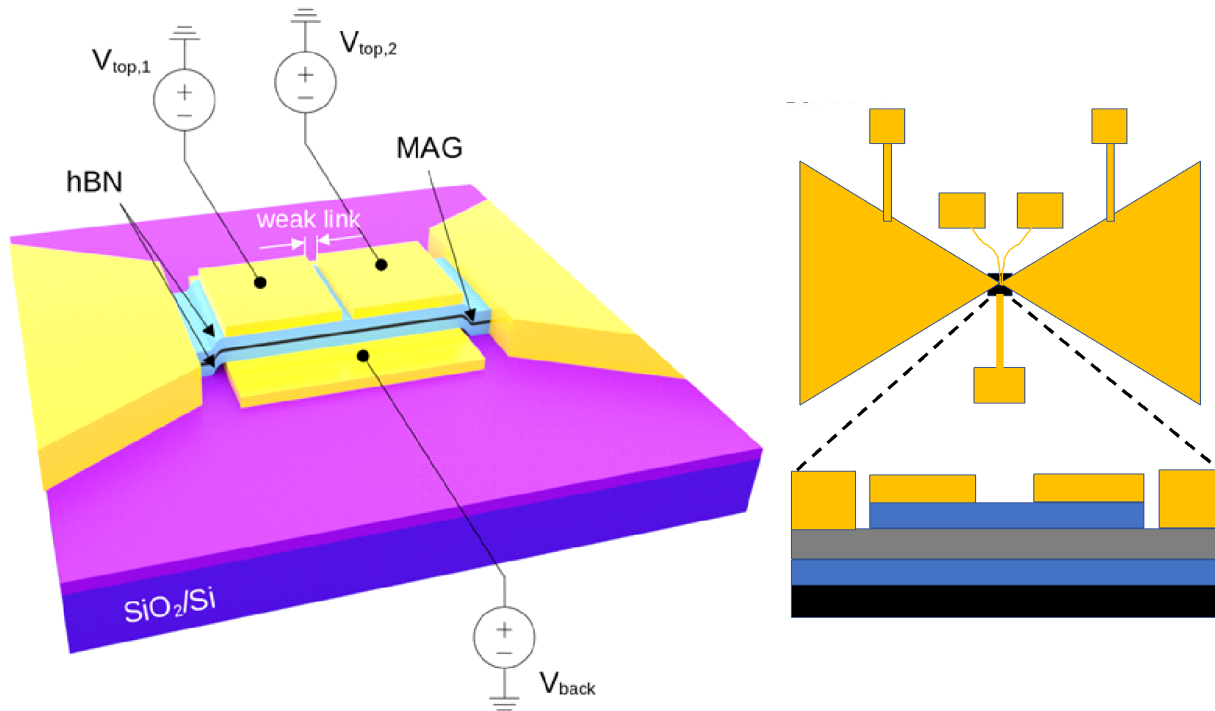 V_top,1
V_top,2
hBN
MAG
weak link
SiO₂/Si
V_back